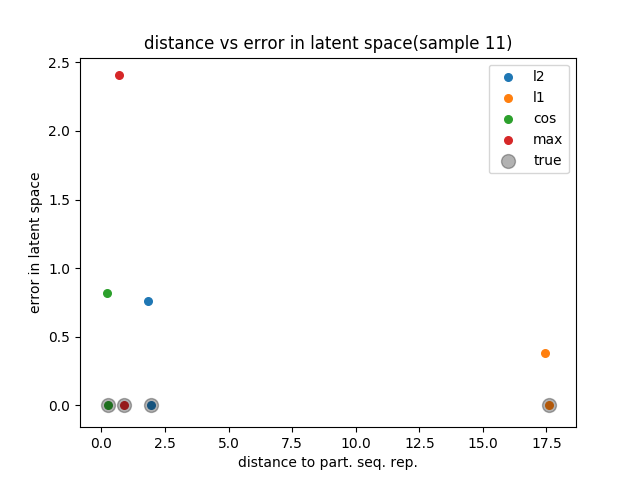 distance vs error in latent space(sample 11)
2.5
2.0
1.5
1.0
0.5
0.0
error in latent space
l2
l1
cos
max
true
0.0 2.5 5.0 7.5 10.0 12.5 15.0 17.5
distance to part. seq. rep.